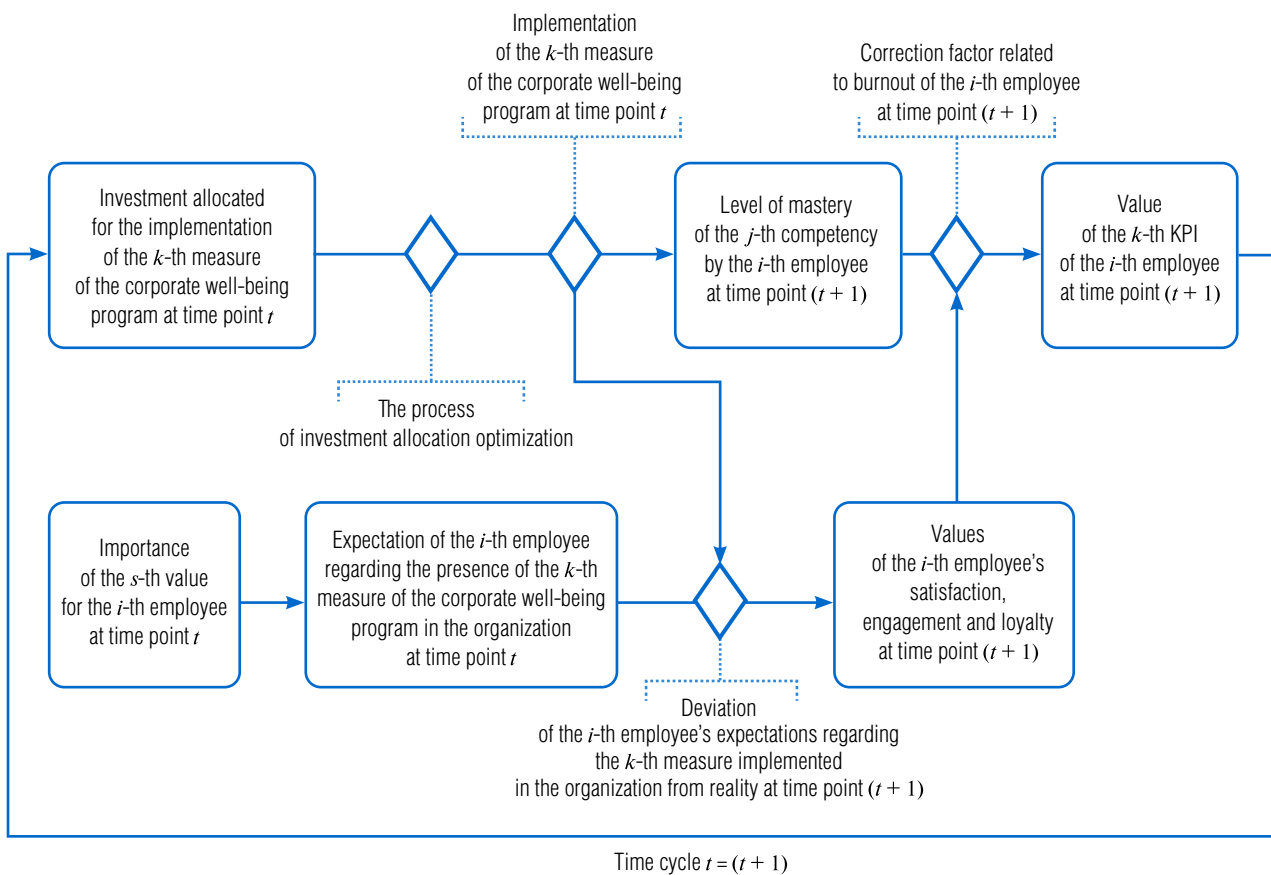 Implementation
of the k-th measure
of the corporate well-being
program at time point t
Correction factor related
to burnout of the i-th employee
at time point (t + 1)
Investment allocated
for the implementation
of the k-th measure
of the corporate well-being
program at time point t
Level of mastery
of the j-th competency
by the i-th employee
at time point (t + 1)
Value
of the k-th KPI
of the i-th employee
at time point (t + 1)
The process
of investment allocation optimization
Importance
of the s-th value
for the i-th employee
at time point t
Expectation of the i-th employee
regarding the presence of the k-th
measure of the corporate well-being
program in the organization
at time point t
Values
of the i-th employee's
satisfaction,
engagement and loyalty
at time point (t + 1)
Deviation
of the i-th employee's expectations regarding
the k-th measure implemented
in the organization from reality at time point (t + 1)
Time cycle t = (t + 1)